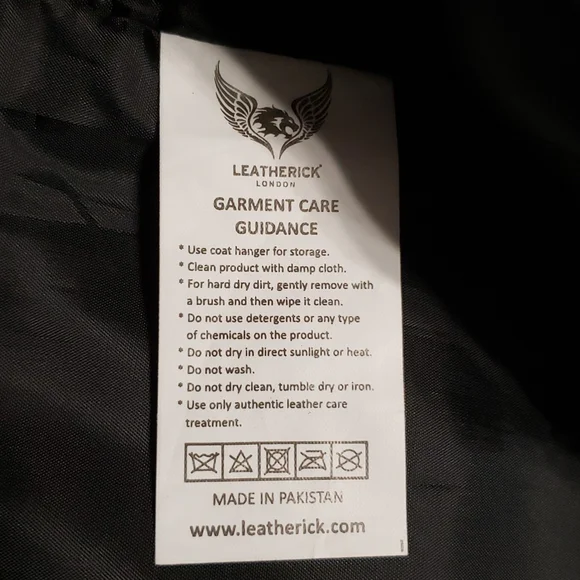 LEATHERICK®
LONDON
GARMENT CARE
GUIDANCE
* Use coat hanger for storage.
* Clean product with damp cloth.
* For hard dry dirt, gently remove with
a brush and then wipe it clean.
* Do not use detergents or any type
of chemicals on the product.
* Do not dry in direct sunlight or heat.
* Do not wash.
* Do not dry clean, tumble dry or iron.
* Use only authentic leather care
treatment.
MADE IN PAKISTAN
www.leatherick.com